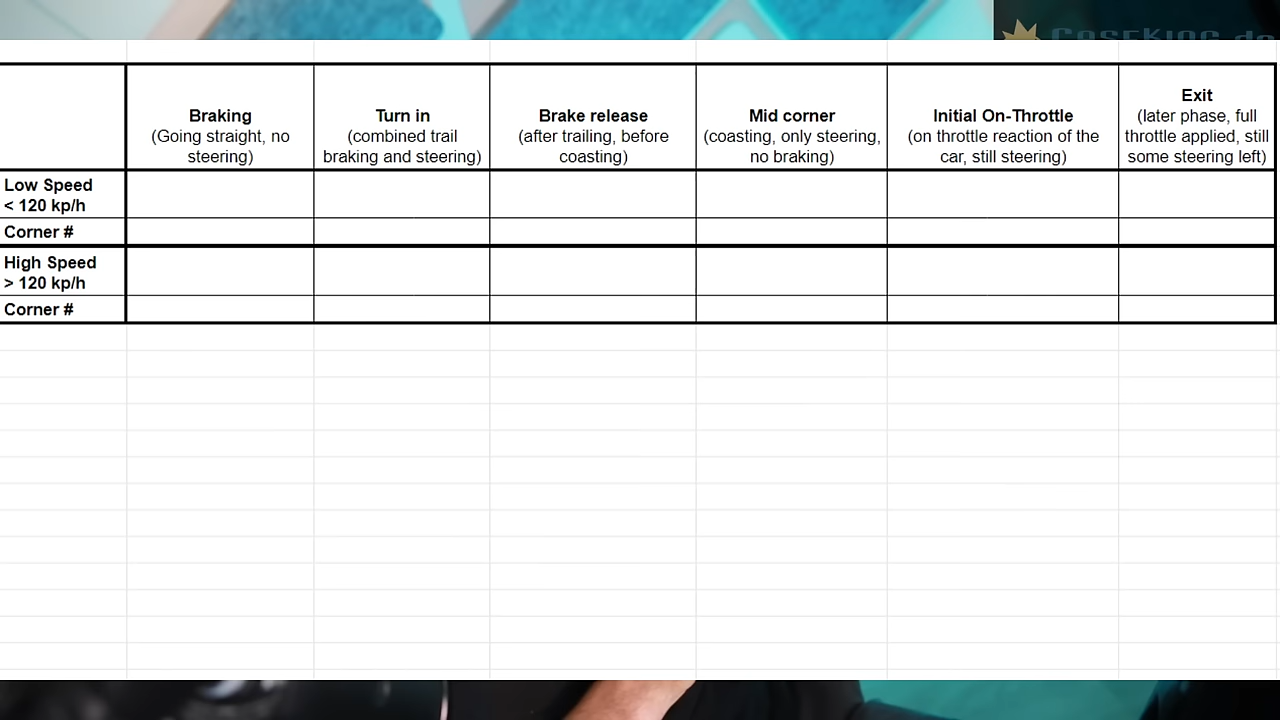 CASEKING.de
Braking
(Going straight, no
steering)
Turn in
(combined trail
braking and steering)
Brake release
(after trailing, before
coasting)
Mid corner
(coasting, only steering,
no braking)
Initial On-Throttle
(on throttle reaction of the
car, still steering)
Exit
(later phase, full
throttle applied, still
some steering left)
Low Speed
< 120 kp/h
Corner #
High Speed
> 120 kp/h
Corner #